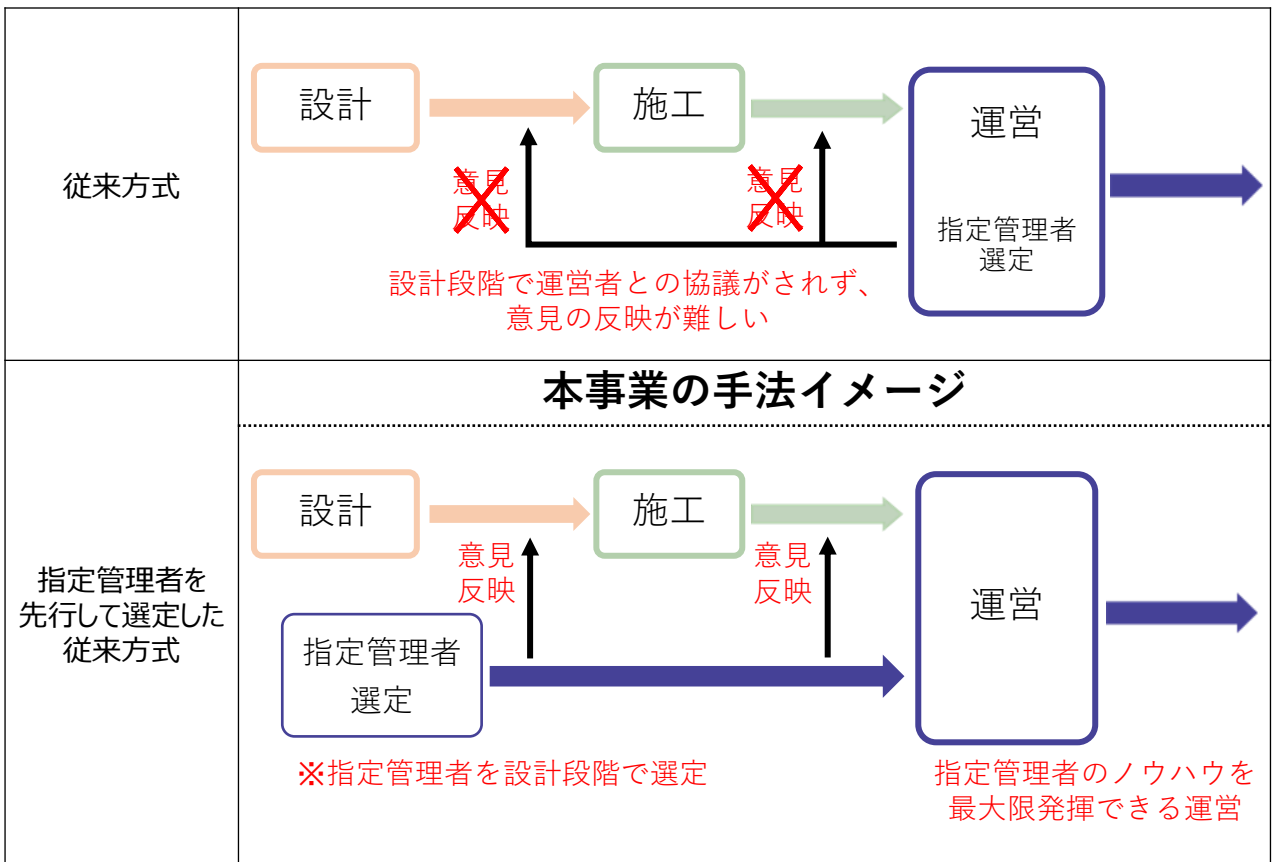 従来方式
設計
施工
運営
指定管理者
選定
意見
反映
意見
反映
設計段階で運営者との協議がされず、
意見の反映が難しい
指定管理者を
先行して選定した
従来方式
本事業の手法イメージ
設計
施工
運営
意見
反映
意見
反映
指定管理者
選定
※指定管理者を設計段階で選定
指定管理者のノウハウを
最大限発揮できる運営